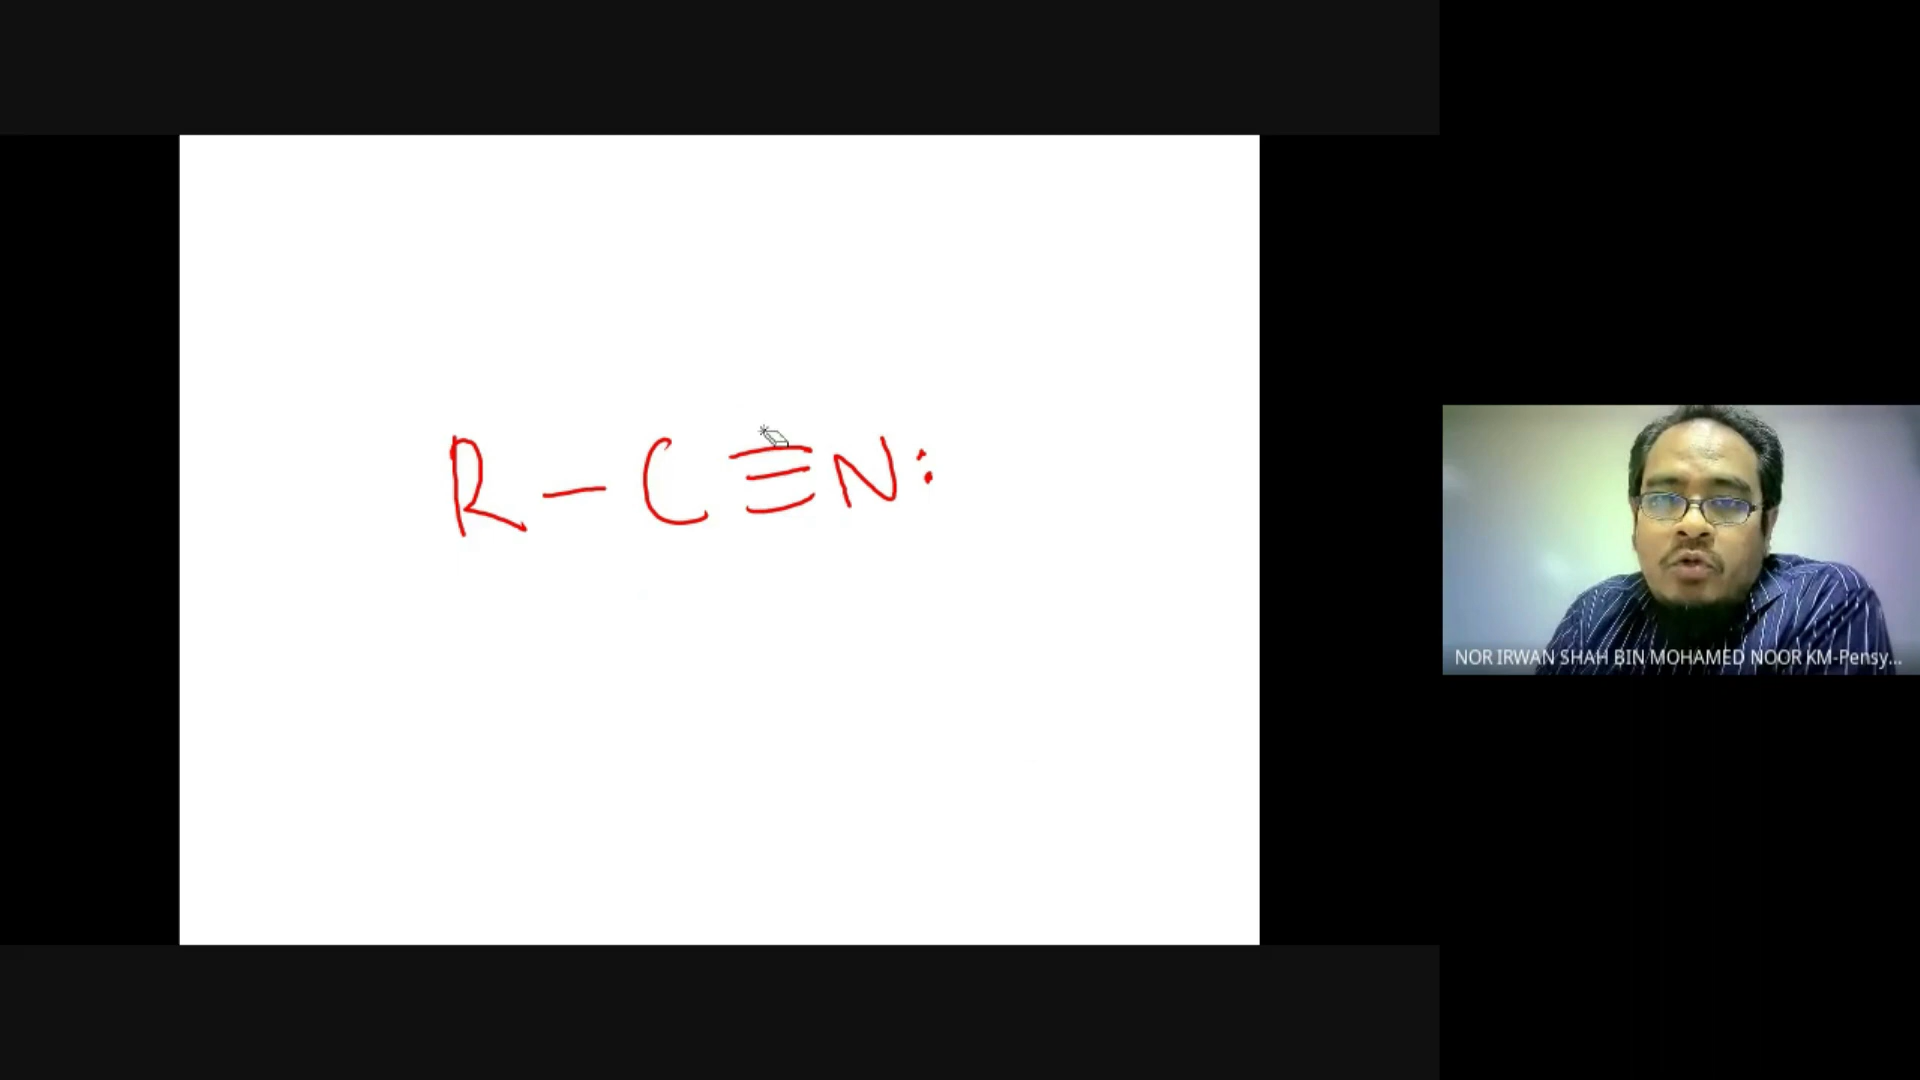 R – C ≡ N:
NOR IRWAN SHAH BIN MOHAMED NOOR KM-Pensy...